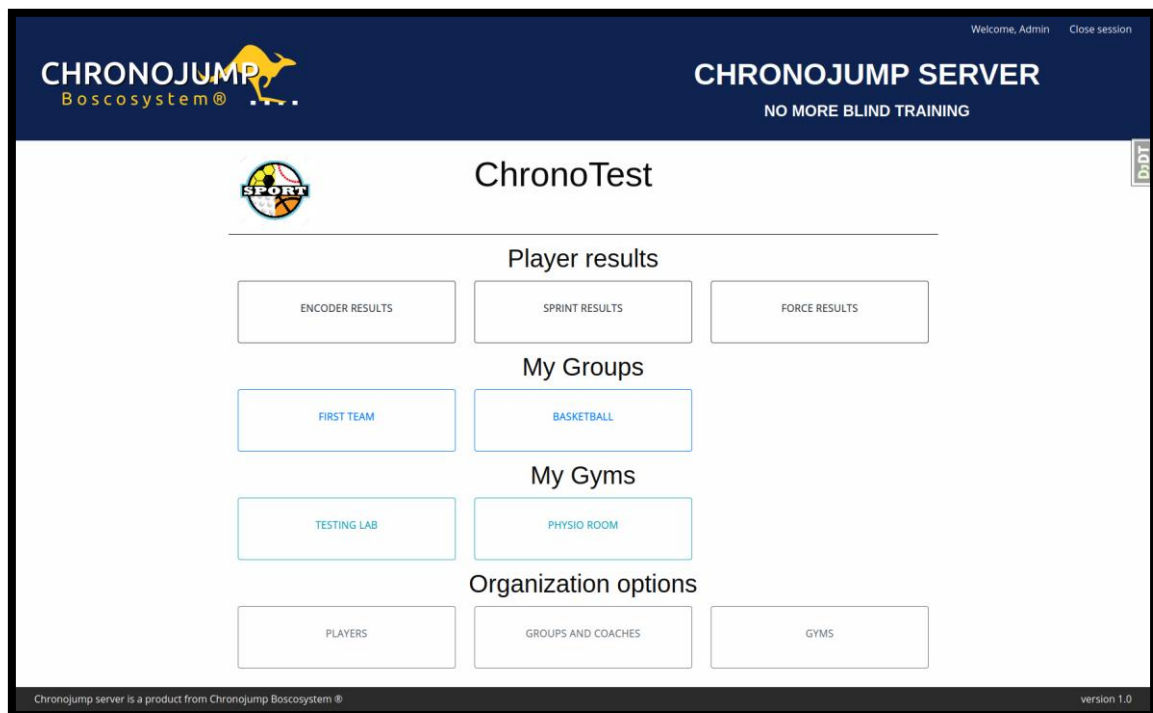 Welcome, Admin Close session
CHRONOJUMP
Boscosystem®
CHRONOJUMP SERVER
NO MORE BLIND TRAINING
DJDT
SPORT
ChronoTest
Player results
ENCODER RESULTS SPRINT RESULTS FORCE RESULTS
My Groups
FIRST TEAM BASKETBALL
My Gyms
TESTING LAB PHYSIO ROOM
Organization options
PLAYERS GROUPS AND COACHES GYMS
Chronojump server is a product from Chronojump Boscosystem ® version 1.0